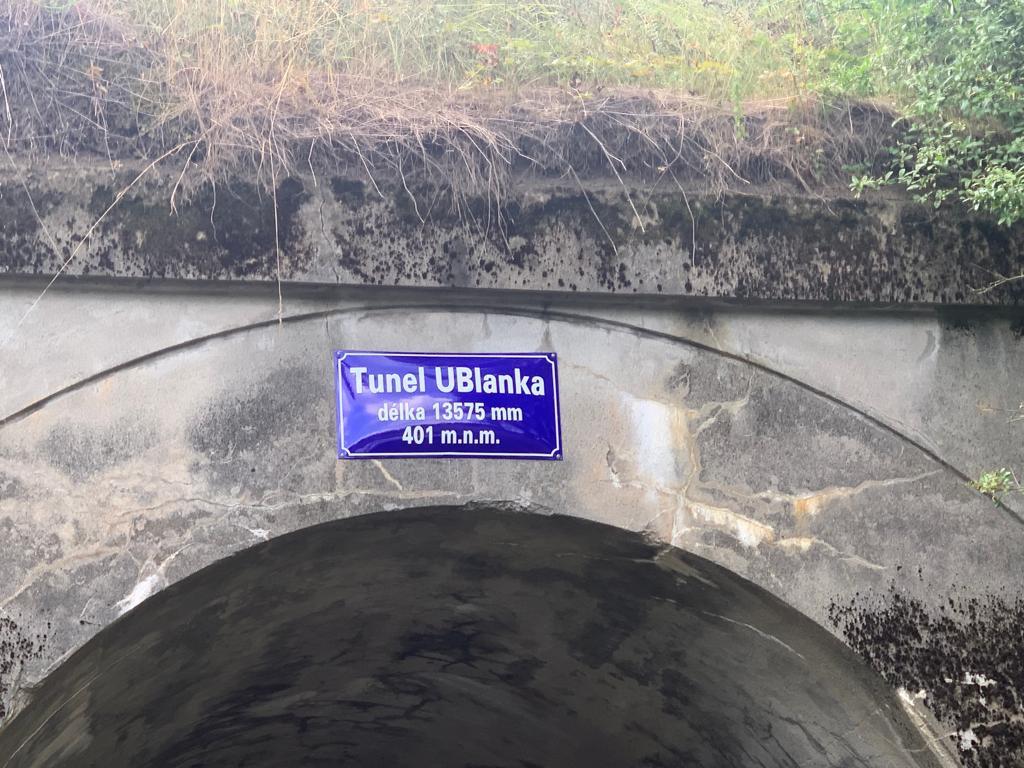 Tunel UBlanka
délka 13575 mm
401 m.n.m.